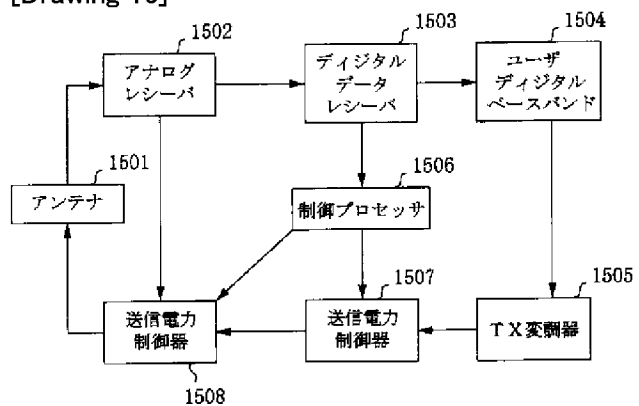 1502
アナログ
レシーバ
1503
ディジタル
データ
レシーバ
1504
ユーザ
ディジタル
ベースバンド
1501
アンテナ
1506
制御プロセッサ
1508
送信電力
制御器
1507
送信電力
制御器
1505
TX変調器